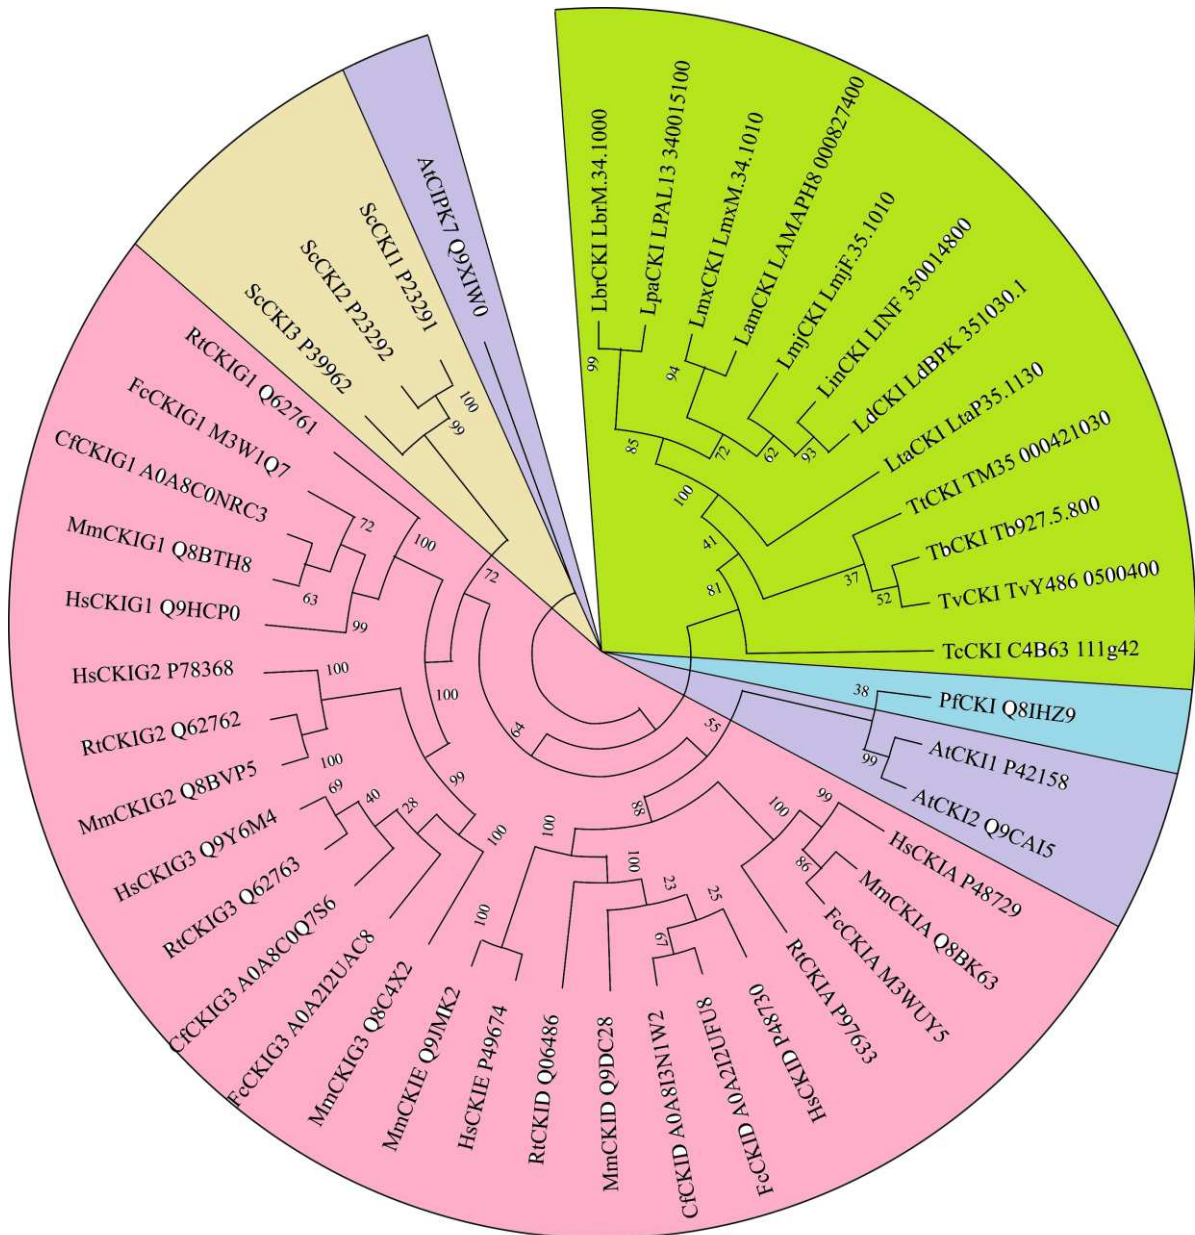 LbrCKI LbrM.34.1000
LpaCKI LPAL13 340015100
LmxCKI LmxM.34.1010
LamCKI LAMAPH8 000827400
LmjCKI LmjF.35.1010
LinCKI LINF 350014800
LdCKI LdBPK 351030.1
LtaCKI LtaP35.1130
TtCKI TM35 000421030
TbCKI Tb927.5.800
TvCKI TvY486 0500400
TcCKI C4B63 111g42
PfCKI Q8IHZ9
AtCKI1 P42158
AtCKI2 Q9CAI5
HsCKIA P48729
MmCKIA Q8BK63
FcCKIA M3WUY5
RtCKIA P97633
HsCKID P48730
FcCKID A0A2I2UFU8
CfCKID A0A8I3NN1W2
MmCKID Q9DC28
RtCKID Q06486
HsCKIE P49674
MmCKIE Q9JMK2
MmCKIG3 Q8C4X2
FcCKIG3 A0A2I2UAC8
CfCKIG3 A0A8C0Q7S6
RtCKIG3 Q62763
HsCKIG3 Q9Y6M4
MmCKIG2 Q8BVP5
RtCKIG2 Q62762
HsCKIG2 P78368
HsCKIG1 Q9HCP0
MmCKIG1 Q8BTH8
CfCKIG1 A0A8C0NRC3
FcCKIG1 M3W1Q7
RtCKIG1 Q62761
ScCKI3 P39962
ScCKI2 P23292
ScCKI1 P23291
AtCIPK7 Q9XIW0
99
94
85
72
62
93
100
41
81
37
52
38
99
55
88
100
99
86
100
100
23
25
67
100
100
99
28
40
69
100
100
100
64
72
100
72
63
99
100
99